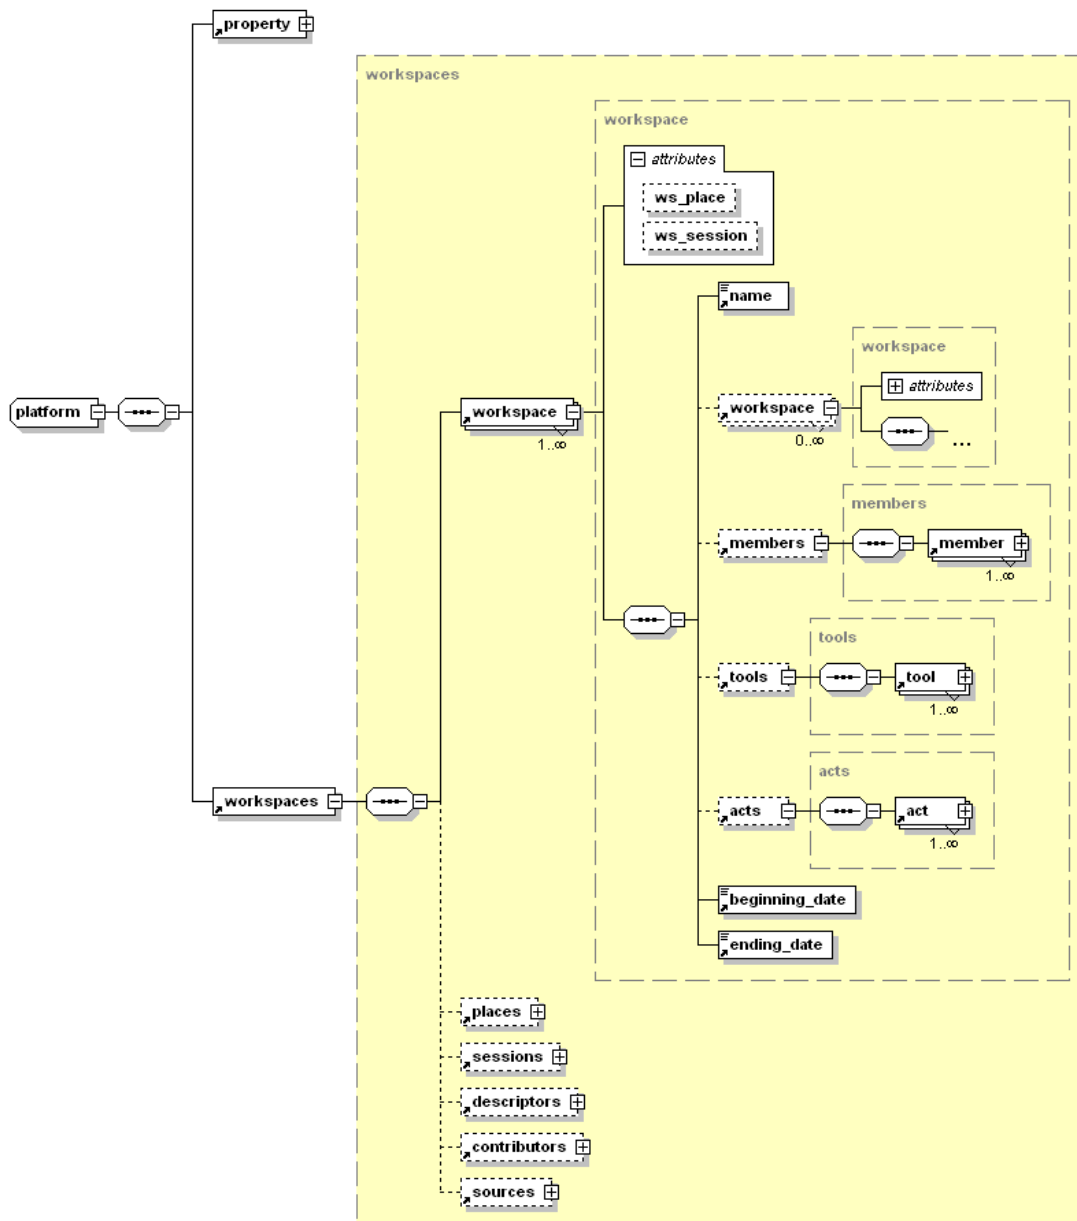 property
workspaces
workspace
attributes
ws_place
ws_session
name
workspace
attributes
platform
workspace
1..∞
workspace
0..∞
...
members
members
member
1..∞
tools
tools
tool
1..∞
acts
workspaces
acts
act
1..∞
beginning_date
ending_date
places
sessions
descriptors
contributors
sources